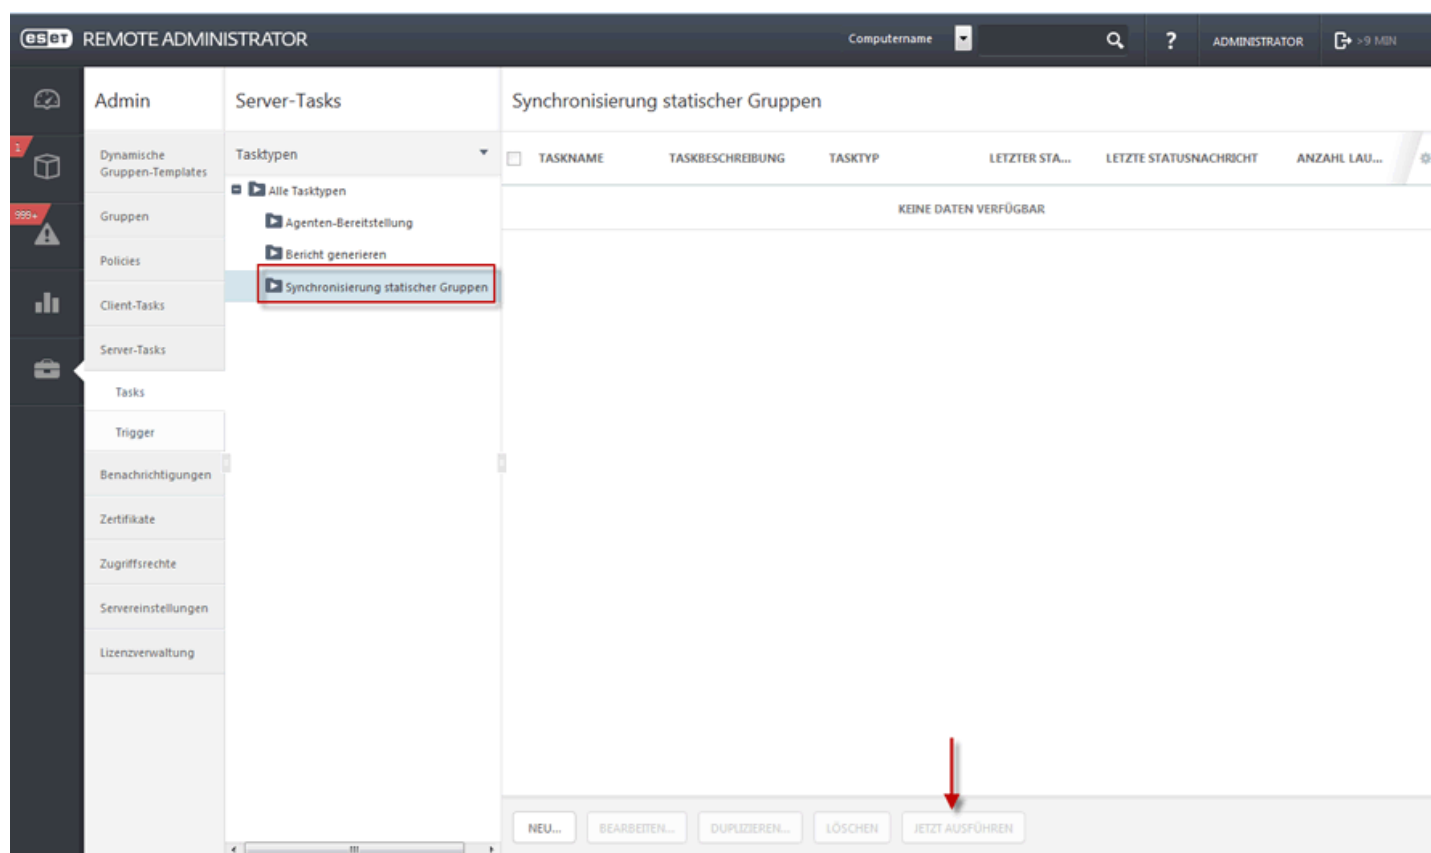 eset REMOTE ADMINISTRATOR
Computername
?
ADMINISTRATOR
>9 MIN
1
999+
Admin
Dynamische
Gruppen-Templates
Gruppen
Policies
Client-Tasks
Server-Tasks
Tasks
Trigger
Benachrichtigungen
Zertifikate
Zugriffsrechte
Servereinstellungen
Lizenzverwaltung
Server-Tasks
Tasktypen
Alle Tasktypen
Agenten-Bereitstellung
Bericht generieren
Synchronisierung statischer Gruppen
Synchronisierung statischer Gruppen
TASKNAME TASKBESCHREIBUNG TASKTYP LETZTER STA... LETZTE STATUSNACHRICHT ANZAHL LAU...
KEINE DATEN VERFÜGBAR
NEU... BEARBEITEN... DUPLIZIEREN... LÖSCHEN JETZT AUSFÜHREN